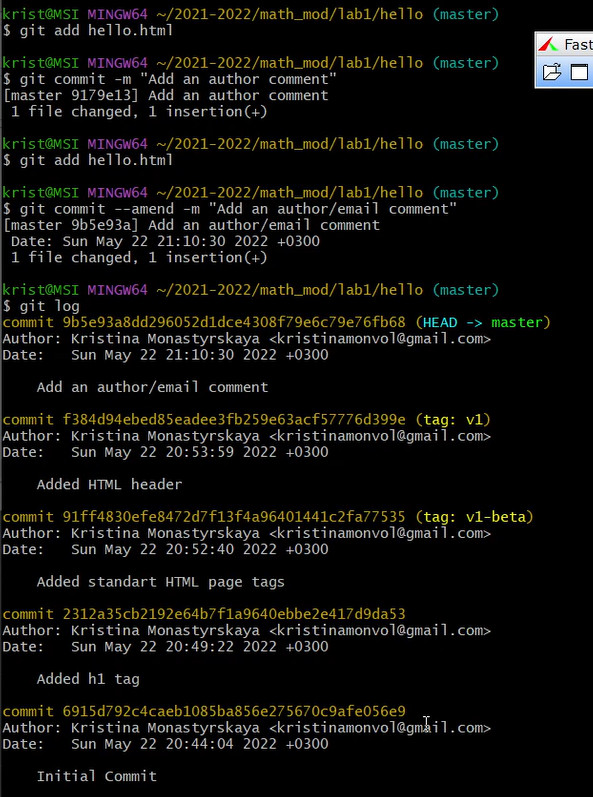 krist@MSI MINGW64 ~/2021-2022/math_mod/lab1/hello (master)
$ git add hello.html
krist@MSI MINGW64 ~/2021-2022/math_mod/lab1/hello (master)
$ git commit -m "Add an author comment"
[master 9179e13] Add an author comment
1 file changed, 1 insertion(+)
krist@MSI MINGW64 ~/2021-2022/math_mod/lab1/hello (master)
$ git add hello.html
krist@MSI MINGW64 ~/2021-2022/math_mod/lab1/hello (master)
$ git commit --amend -m "Add an author/email comment"
[master 9b5e93a] Add an author/email comment
Date: Sun May 22 21:10:30 2022 +0300
1 file changed, 1 insertion(+)
krist@MSI MINGW64 ~/2021-2022/math_mod/lab1/hello (master)
$ git log
commit 9b5e93a8dd296052d1dce4308f79e6c79e76fb68 (HEAD -> master)
Author: Kristina Monastyrskaya <kristinamonvol@gmail.com>
Date: Sun May 22 21:10:30 2022 +0300
Add an author/email comment
commit f384d94ebed85eadee3fb259e63acf57776d399e (tag: v1)
Author: Kristina Monastyrskaya <kristinamonvol@gmail.com>
Date: Sun May 22 20:53:59 2022 +0300
Added HTML header
commit 91ff4830efe8472d7f13f4a96401441c2fa77535 (tag: v1-beta)
Author: Kristina Monastyrskaya <kristinamonvol@gmail.com>
Date: Sun May 22 20:52:40 2022 +0300
Added standart HTML page tags
commit 2312a35cb2192e64b7f1a9640ebbe2e417d9da53
Author: Kristina Monastyrskaya <kristinamonvol@gmail.com>
Date: Sun May 22 20:49:22 2022 +0300
Added h1 tag
commit 6915d792c4caeb1085ba856e275670c9afe056e9
Author: Kristina Monastyrskaya <kristinamonvol@gmail.com>
Date: Sun May 22 20:44:04 2022 +0300
Initial Commit
Fast